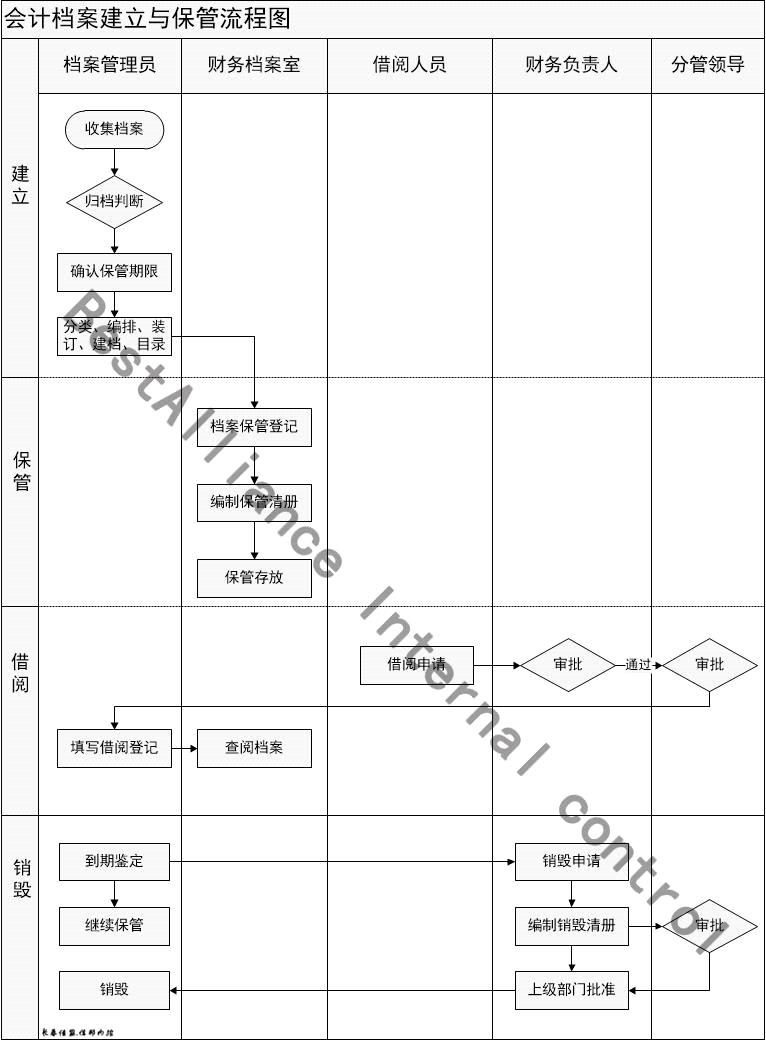 会计档案建立与保管流程图
档案管理员
财务档案室
借阅人员
财务负责人
分管领导
建立
收集档案
归档判断
确认保管期限
分类、编排、装
订、建档、目录
保管
档案保管登记
编制保管清册
保管存放
借阅
借阅申请
审批
通过
审批
填写借阅登记
查阅档案
销毁
到期鉴定
销毁申请
继续保管
编制销毁清册
审批
销毁
上级部门批准
BestAlliance Internal control